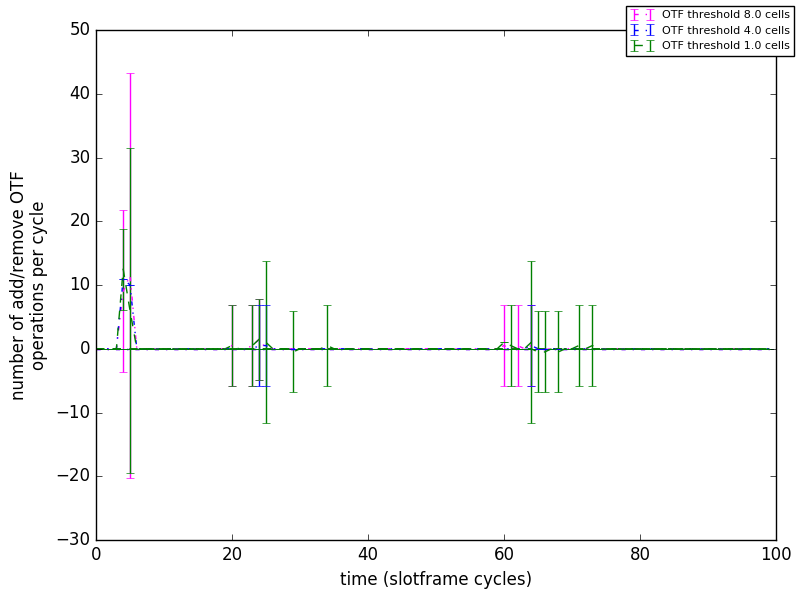 OTF threshold 8.0 cells
OTF threshold 4.0 cells
OTF threshold 1.0 cells
50
40
30
20
10
0
−10
−20
−30
number of add/remove OTF
operations per cycle
0 20 40 60 80 100
time (slotframe cycles)